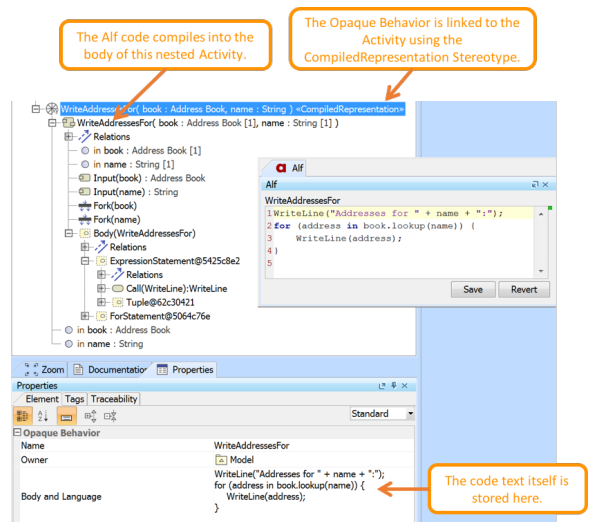 The Alf code compiles into the
body of this nested Activity.
The Opaque Behavior is linked to the
Activity using the
CompiledRepresentation Stereotype.
WriteAddressesFor( book : Address Book, name : String ) «CompiledRepresentation»
WriteAddressesFor( book : Address Book [1], name : String [1] )
Relations
in book : Address Book [1]
in name : String [1]
Input(book) : Address Book
Input(name) : String
Fork(book)
Fork(name)
Body(WriteAddressesFor)
Relations
ExpressionStatement@5425c8e2
Relations
Call(WriteLine):WriteLine
Tuple@62c30421
ForStatement@5064c76e
in book : Address Book
in name : String
Alf
Alf
WriteAddressesFor
1 WriteLine("Addresses for " + name + ":");
2 for (address in book.lookup(name)) {
3 WriteLine(address);
4 }
5
Save Revert
Zoom Documentation Properties
Properties
Element Tags Traceability
Standard
Opaque Behavior
Name WriteAddressesFor
Owner Model
Body and Language
WriteLine("Addresses for " + name + ":");
for (address in book.lookup(name)) {
WriteLine(address);
}
The code text itself is
stored here.